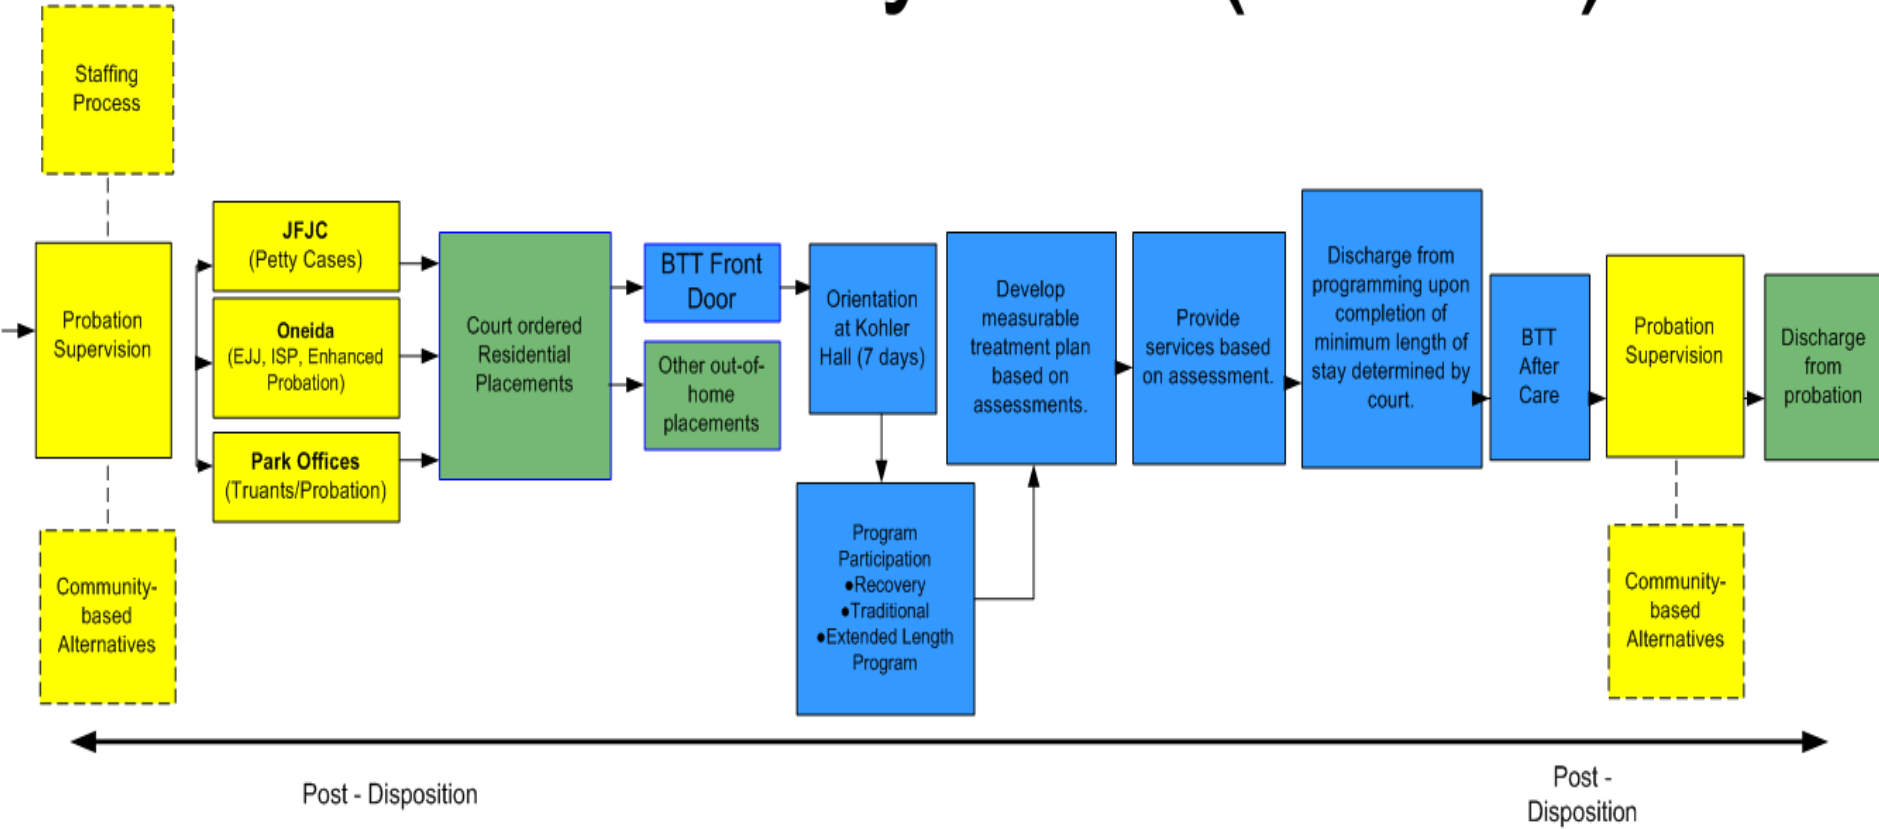 Staffing
Process
Probation
Supervision
Community-
based
Alternatives
JFJC
(Petty Cases)
Oneida
(EJJ, ISP, Enhanced
Probation)
Park Offices
(Truants/Probation)
Court ordered
Residential
Placements
BTT Front
Door
Other out-of-
home
placements
Orientation
at Kohler
Hall (7 days)
Program
Participation
●Recovery
●Traditional
●Extended Length
Program
Develop
measurable
treatment plan
based on
assessments.
Provide
services based
on assessment.
Discharge from
programming upon
completion of
minimum length of
stay determined by
court.
BTT
After
Care
Probation
Supervision
Community-
based
Alternatives
Discharge
from
probation
Post - Disposition
Post -
Disposition